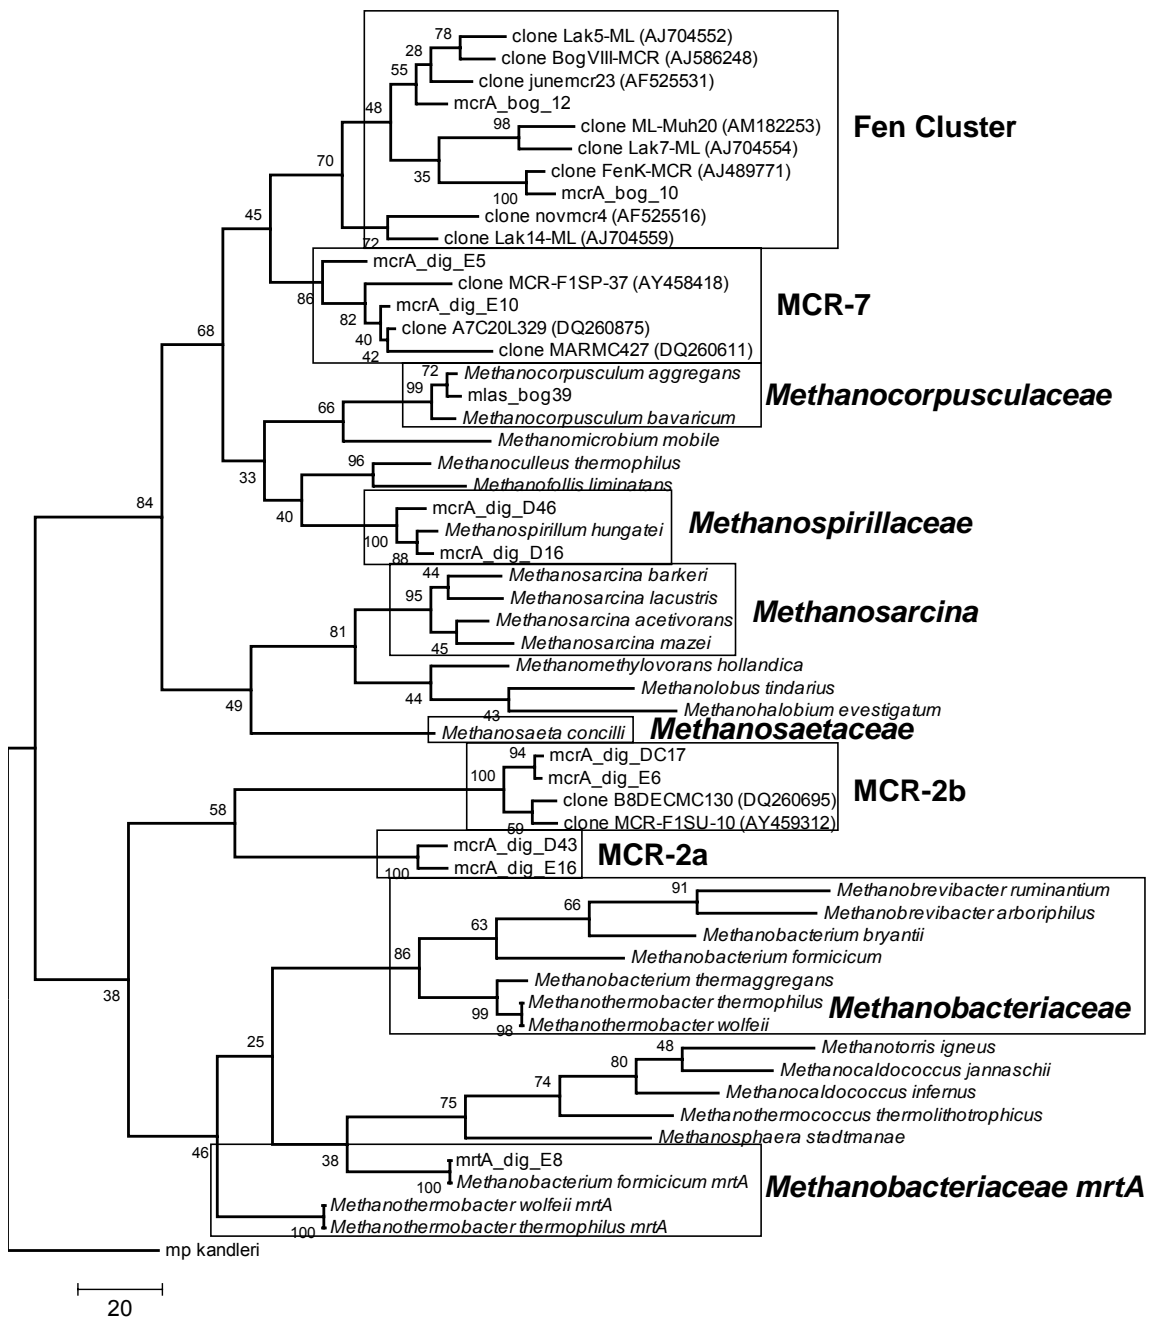 78
clone Lak5-ML (AJ704552)
28
clone BogVIII-MCR (AJ586248)
55
clone junemcr23 (AF525531)
48
mcrA_bog_12
98
clone ML-Muh20 (AM182253)
Fen Cluster
clone Lak7-ML (AJ704554)
70
35
clone FenK-MCR (AJ489771)
100
mcrA_bog_10
45
clone novmcr4 (AF525516)
72
clone Lak14-ML (AJ704559)
mcrA_dig_E5
86
clone MCR-F1SP-37 (AY458418)
MCR-7
82
mcrA_dig_E10
68
40
clone A7C20L329 (DQ260875)
42
clone MARMC427 (DQ260611)
72
Methanocorpusculum aggregans
99
mlas_bog39
Methanocorpusculaceae
66
Methanocorpusculum bavaricum
Methanomicrobium mobile
33
96
Methanoculleus thermophilus
Methanofollis liminatans
84
40
mcrA_dig_D46
Methanospirillaceae
100
Methanospirillum hungatei
88
mcrA_dig_D16
44
Methanosarcina barkeri
95
Methanosarcina lacustris
Methanosarcina
81
Methanosarcina acetivorans
45
Methanosarcina mazei
Methanomethylovorans hollandica
49
44
Methanolobus tindarius
43
Methanohalobium evestigatum
Methanosaeta concilli
Methanosaetaceae
94
mcrA_dig_DC17
100
mcrA_dig_E6
MCR-2b
58
clone B8DECMC130 (DQ260695)
59
clone MCR-F1SU-10 (AY459312)
mcrA_dig_D43
MCR-2a
100
mcrA_dig_E16
91
Methanobrevibacter ruminantium
66
Methanobrevibacter arboriphilus
63
Methanobacterium bryantii
86
Methanobacterium formicicum
38
Methanobacterium thermaggregans
99
Methanothermobacter thermophilus
Methanobacteriaceae
98
Methanothermobacter wolfeii
25
48
Methanotorris igneus
80
Methanocaldococcus jannaschii
74
Methanocaldococcus infernus
75
Methanothermococcus thermolithotrophicus
Methanosphaera stadtmanae
46
38
mrtA_dig_E8
100
Methanobacterium formicicum mrtA
Methanobacteriaceae mrtA
Methanothermobacter wolfeii mrtA
100
Methanothermobacter thermophilus mrtA
mp kandleri
20